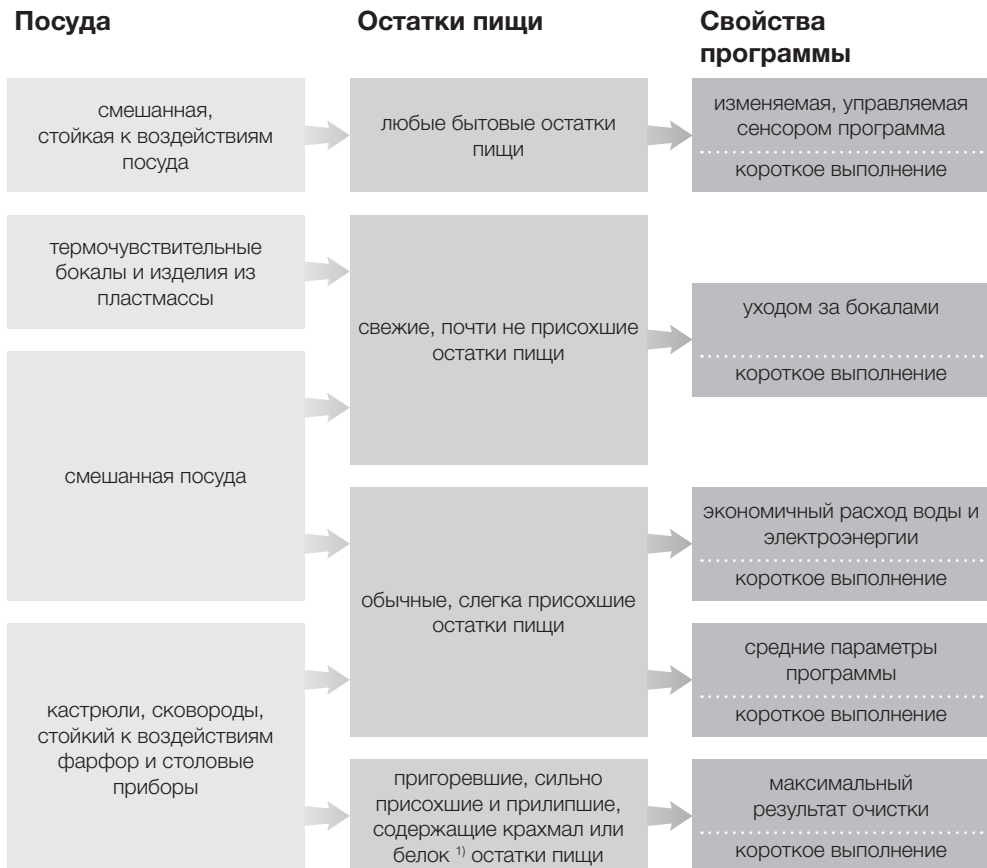 Посуда
Остатки пищи
Свойства
программы
смешанная,
стойкая к воздействиям
посуда
любые бытовые остатки
пищи
изменяемая, управляемая
сенсором программа
короткое выполнение
термочувствительные
бокалы и изделия из
пластмассы
свежие, почти не присохшие
остатки пищи
уходом за бокалами
короткое выполнение
смешанная посуда
обычные, слегка присохшие
остатки пищи
экономичный расход воды и
электроэнергии
короткое выполнение
кастрюли, сковороды,
стойкий к воздействиям
фарфор и столовые
приборы
средние параметры
программы
короткое выполнение
пригоревшие, сильно
присохшие и прилипшие,
содержащие крахмал или
белок 1) остатки пищи
максимальный
результат очистки
короткое выполнение